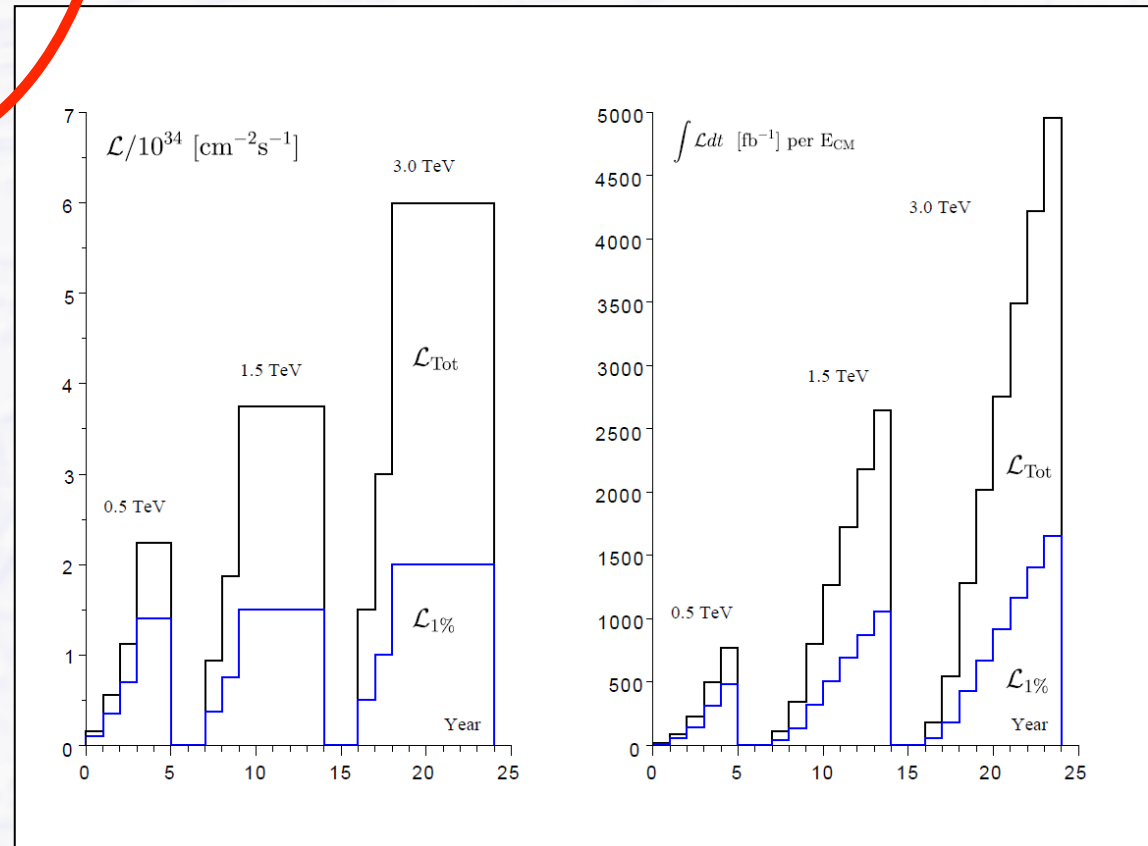 7
6
5
4
3
2
1
0
ℒ/10³⁴ [cm⁻²s⁻¹]
3.0 TeV
1.5 TeV
0.5 TeV
ℒ_Tot
ℒ_1%
Year
0 5 10 15 20 25
5000
4500
4000
3500
3000
2500
2000
1500
1000
500
0
∫ℒdt [fb⁻¹] per E_CM
3.0 TeV
1.5 TeV
0.5 TeV
ℒ_Tot
ℒ_1%
Year
0 5 10 15 20 25